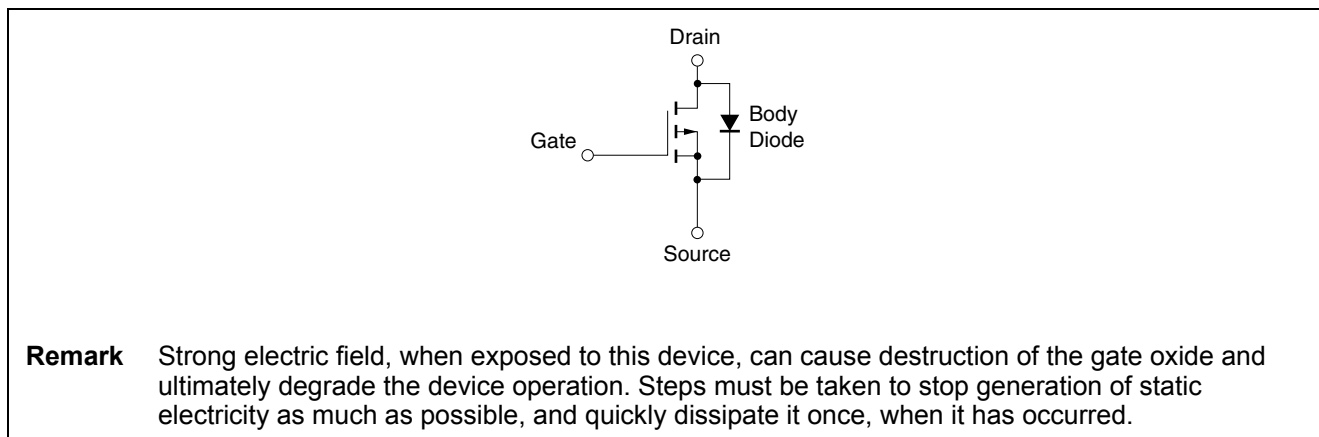 Drain
Body
Diode
Gate
Source
Remark Strong electric field, when exposed to this device, can cause destruction of the gate oxide and
ultimately degrade the device operation. Steps must be taken to stop generation of static
electricity as much as possible, and quickly dissipate it once, when it has occurred.